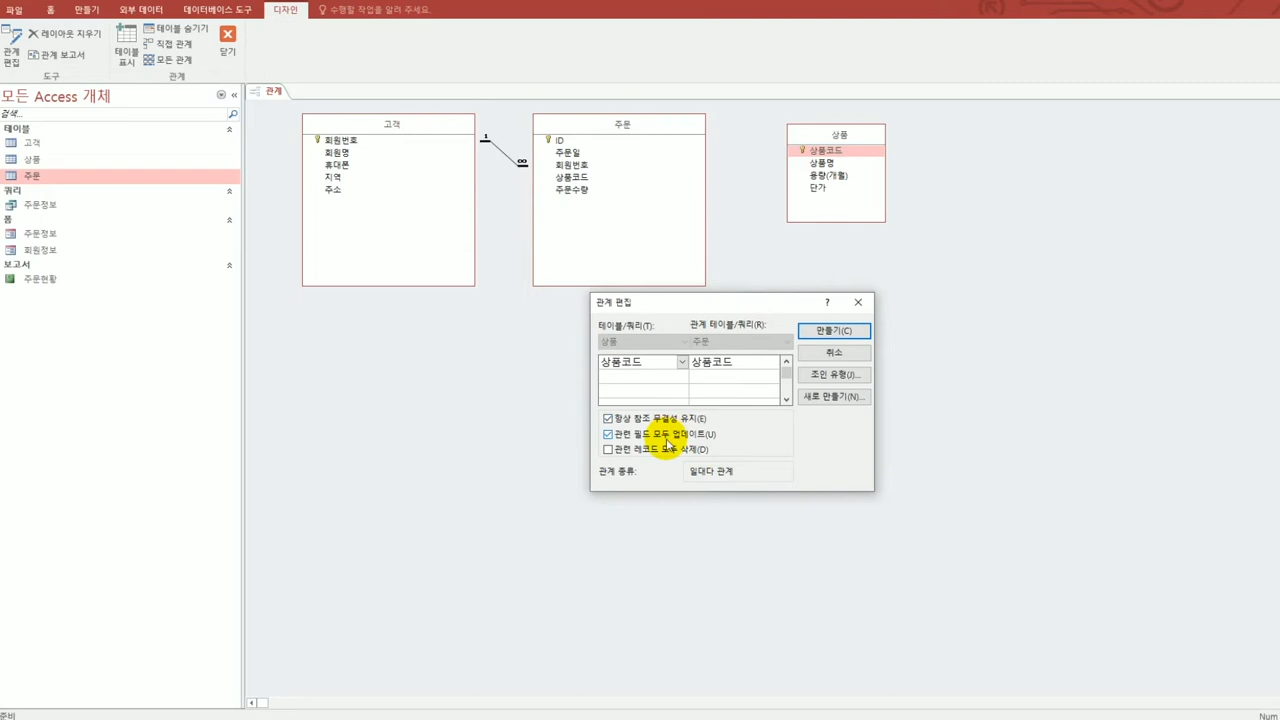 파일 홈 만들기 외부 데이터 데이터베이스 도구 디자인 수행할 작업을 말려 주세요.
관계 편집
레이아웃 지우기
관계 보고서
도구
테이블 표시
테이블 숨기기
직접 관계
모든 관계
관계
닫기
모든 Access 개체
검색...
테이블
고객
상품
주문
쿼리
주문정보
폼
주문정보
회원정보
보고서
주문현황
관계
고객
회원번호
회원명
휴대폰
지역
주소
1
∞
주문
ID
주문일
회원번호
상품코드
주문수량
상품
상품코드
상품명
용량(개월)
단가
관계 편집
테이블/쿼리(T): 관계 테이블/쿼리(R):
상품 주문
상품코드 상품코드
항상 참조 무결성 유지(E)
관련 필드 모두 업데이트(U)
관련 레코드 모두 삭제(D)
관계 종류: 일대다 관계
만들기(C)
취소
조인 유형(J)...
새로 만들기(N)...
준비
Num